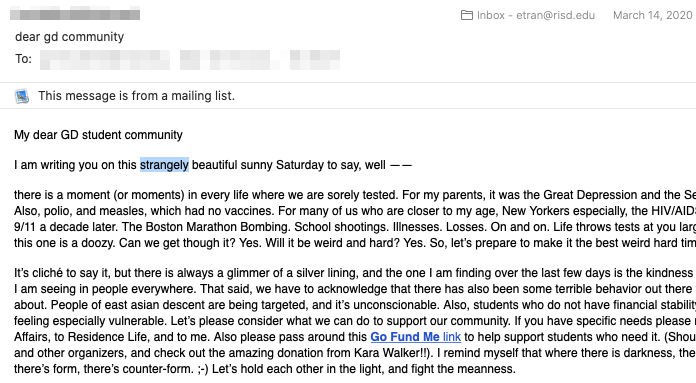 Inbox - etran@risd.edu March 14, 2020
dear gd community
To:
This message is from a mailing list.
My dear GD student community
I am writing you on this strangely beautiful sunny Saturday to say, well ——
there is a moment (or moments) in every life where we are sorely tested. For my parents, it was the Great Depression and the Se
Also, polio, and measles, which had no vaccines. For many of us who are closer to my age, New Yorkers especially, the HIV/AIDS
9/11 a decade later. The Boston Marathon Bombing. School shootings. Illnesses. Losses. On and on. Life throws tests at you larg
this one is a doozy. Can we get though it? Yes. Will it be weird and hard? Yes. So, let's prepare to make it the best weird hard tim
It's cliché to say it, but there is always a glimmer of a silver lining, and the one I am finding over the last few days is the kindness
I am seeing in people everywhere. That said, we have to acknowledge that there has also been some terrible behavior out there
about. People of east asian descent are being targeted, and it's unconscionable. Also, students who do not have financial stability
feeling especially vulnerable. Let's please consider what we can do to support our community. If you have specific needs please
Affairs, to Residence Life, and to me. Also please pass around this Go Fund Me link to help support students who need it. (Shou
and other organizers, and check out the amazing donation from Kara Walker!!). I remind myself that where there is darkness, the
there's form, there's counter-form. ;-) Let's hold each other in the light, and fight the meanness.